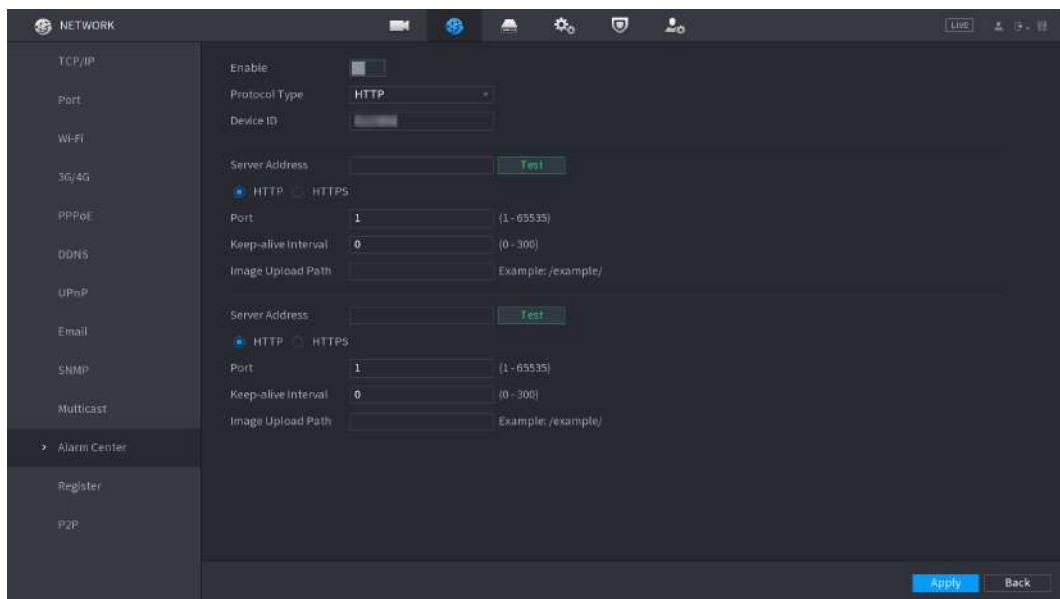 NETWORK
LIVE
TCP/IP
Port
Wi-Fi
3G/4G
PPPoE
DDNS
UPnP
Email
SNMP
Multicast
Alarm Center
Register
P2P
Enable
Protocol Type HTTP
Device ID
Server Address Test
HTTP HTTPS
Port 1 (1-65535)
Keep-alive Interval 0 (0-300)
Image Upload Path Example: /example/
Server Address Test
HTTP HTTPS
Port 1 (1-65535)
Keep-alive Interval 0 (0-300)
Image Upload Path Example: /example/
Apply Back